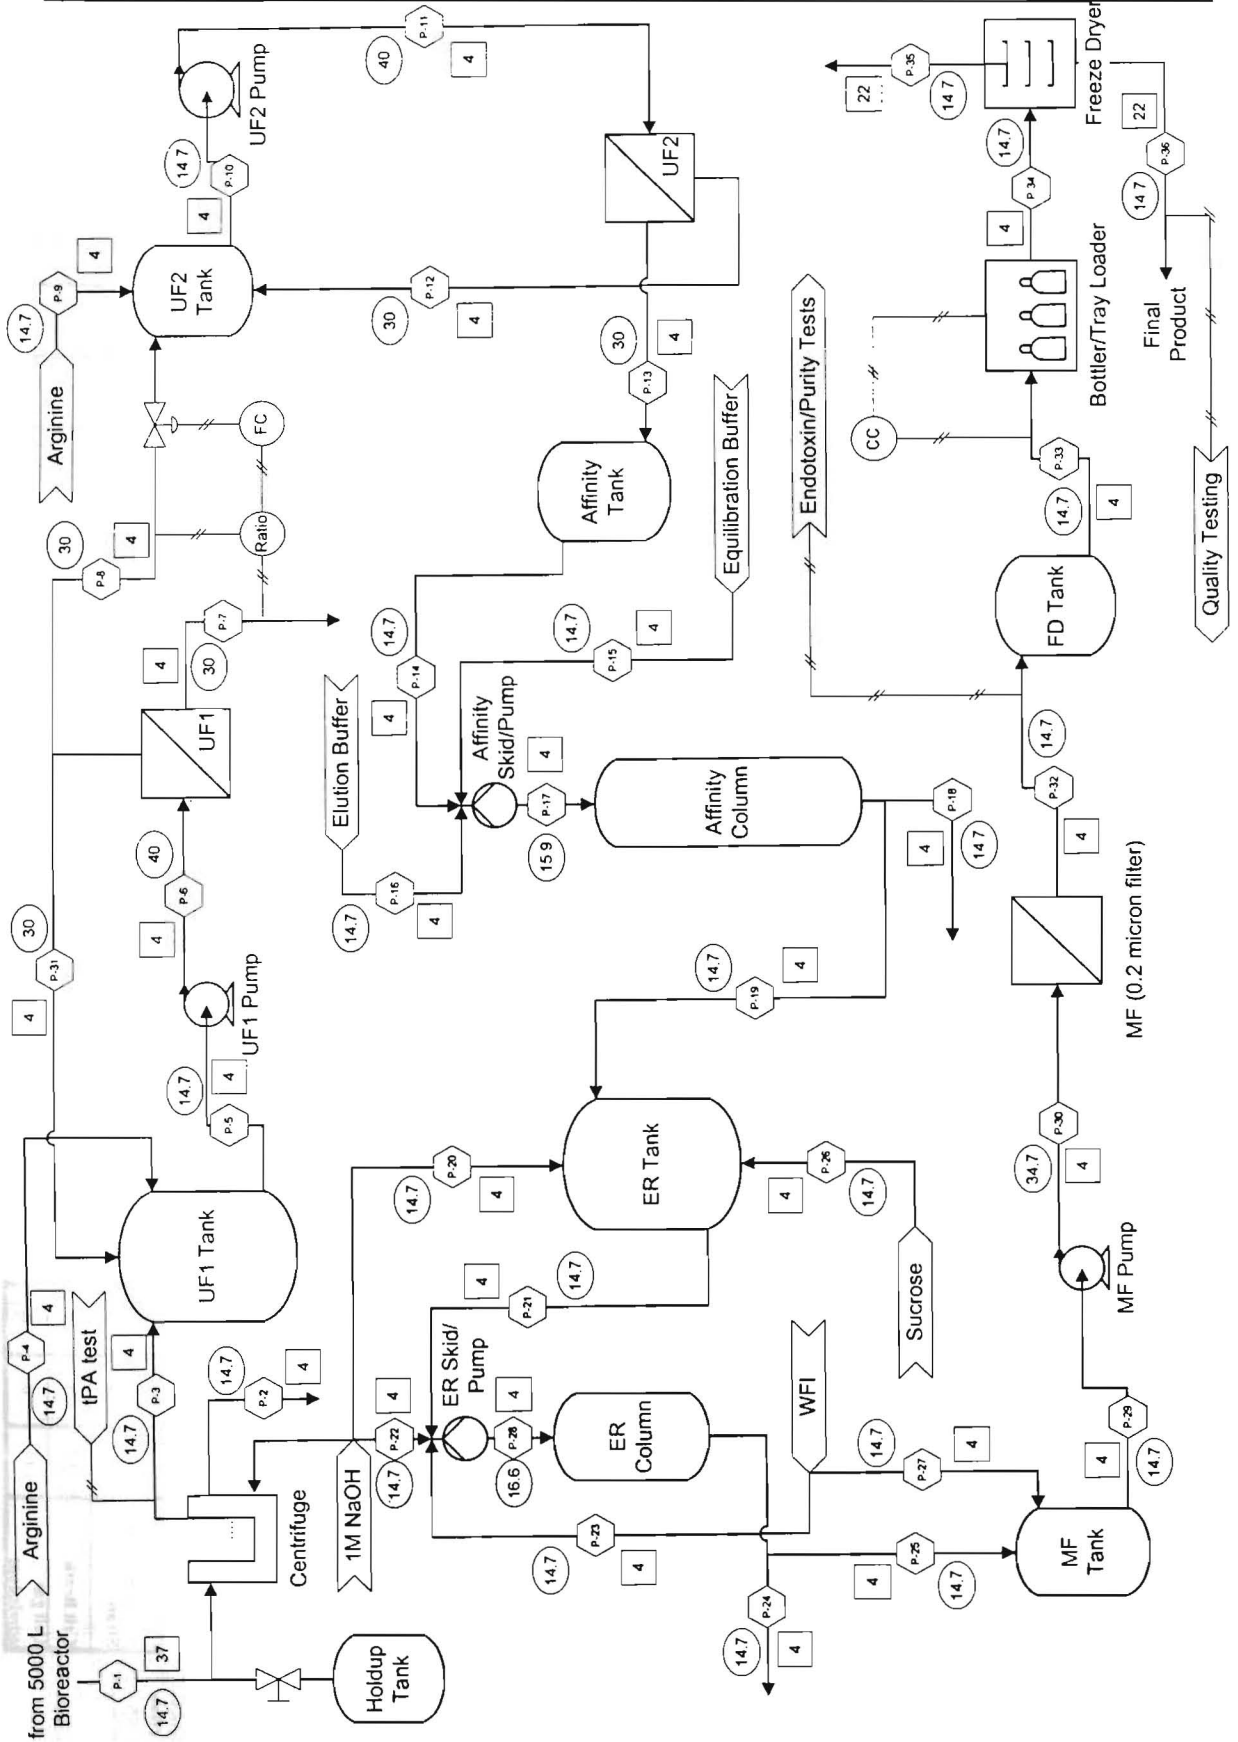 from 5000 L
Bioreactor
P-1
14.7
37
Holdup
Tank
Centrifuge
Arginine
P-4
14.7
4
tPA test
P-3
14.7
4
P-2
14.7
4
UF1 Tank
P-31
4
30
P-5
14.7
4
UF1 Pump
P-6
4
40
UF1
P-7
4
30
P-8
30
4
Ratio
FC
Arginine
P-9
14.7
4
UF2
Tank
P-10
14.7
4
UF2 Pump
P-11
40
4
UF2
P-12
30
4
P-13
30
4
Affinity
Tank
Equilibration Buffer
P-14
14.7
4
P-15
14.7
4
Elution Buffer
P-16
14.7
4
Affinity
Skid/Pump
P-17
15.9
4
Affinity
Column
P-18
4
14.7
P-19
14.7
4
1M NaOH
P-20
14.7
4
ER Tank
P-26
4
14.7
Sucrose
P-21
4
14.7
P-22
14.7
4
ER Skid/
Pump
P-28
16.6
4
ER
Column
P-23
14.7
4
WFI
P-24
14.7
4
P-25
4
14.7
P-27
14.7
4
MF
Tank
P-29
4
14.7
MF Pump
P-30
34.7
4
MF (0.2 micron filter)
P-32
4
14.7
Endotoxin/Purity Tests
FD Tank
P-33
14.7
4
CC
Bottler/Tray Loader
P-34
4
14.7
Freeze Dryer
P-35
22
14.7
P-36
22
14.7
Final
Product
Quality Testing